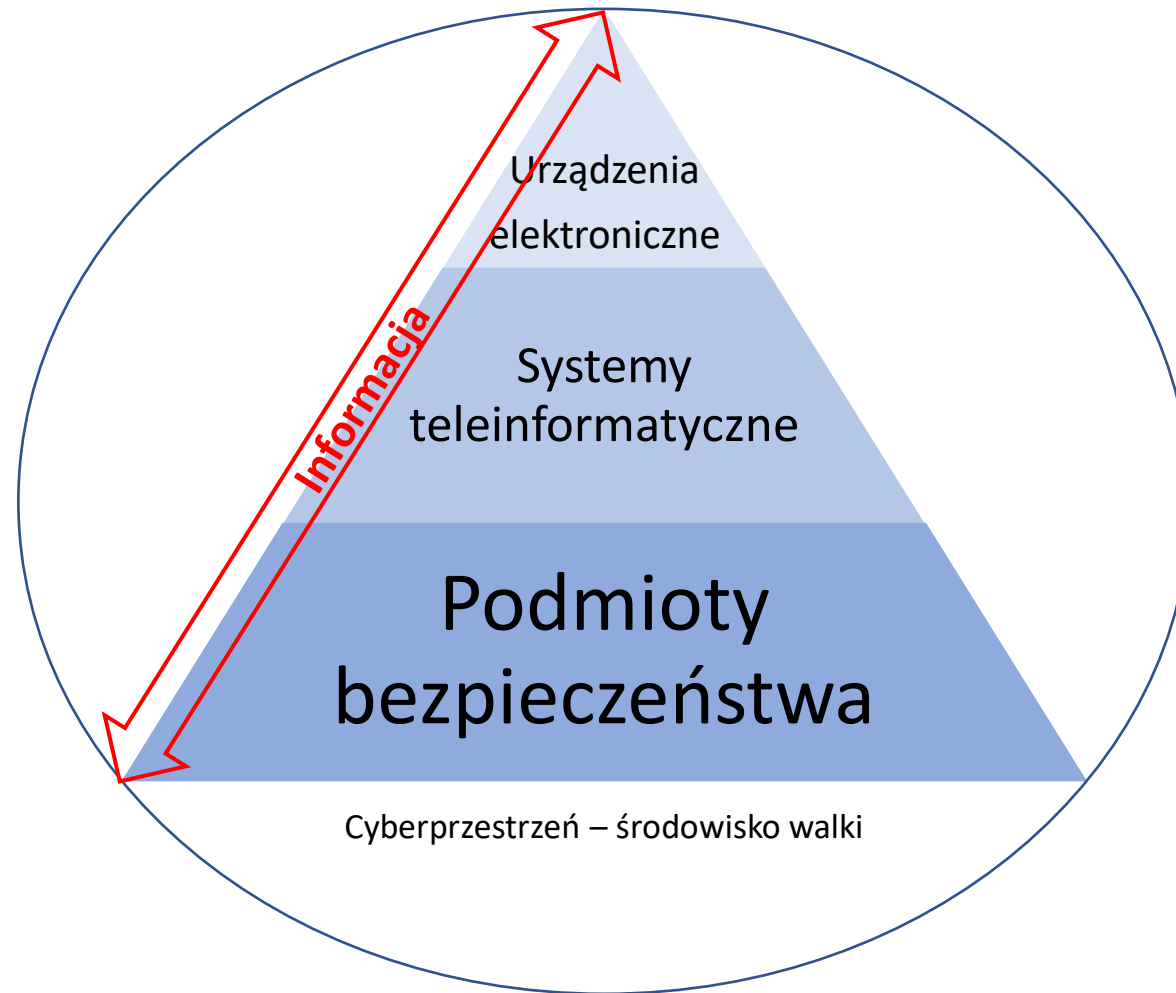 Urządzenia
elektroniczne
Informacja
Systemy
teleinformatyczne
Podmioty
bezpieczeństwa
Cyberprzestrzeń – środowisko walki